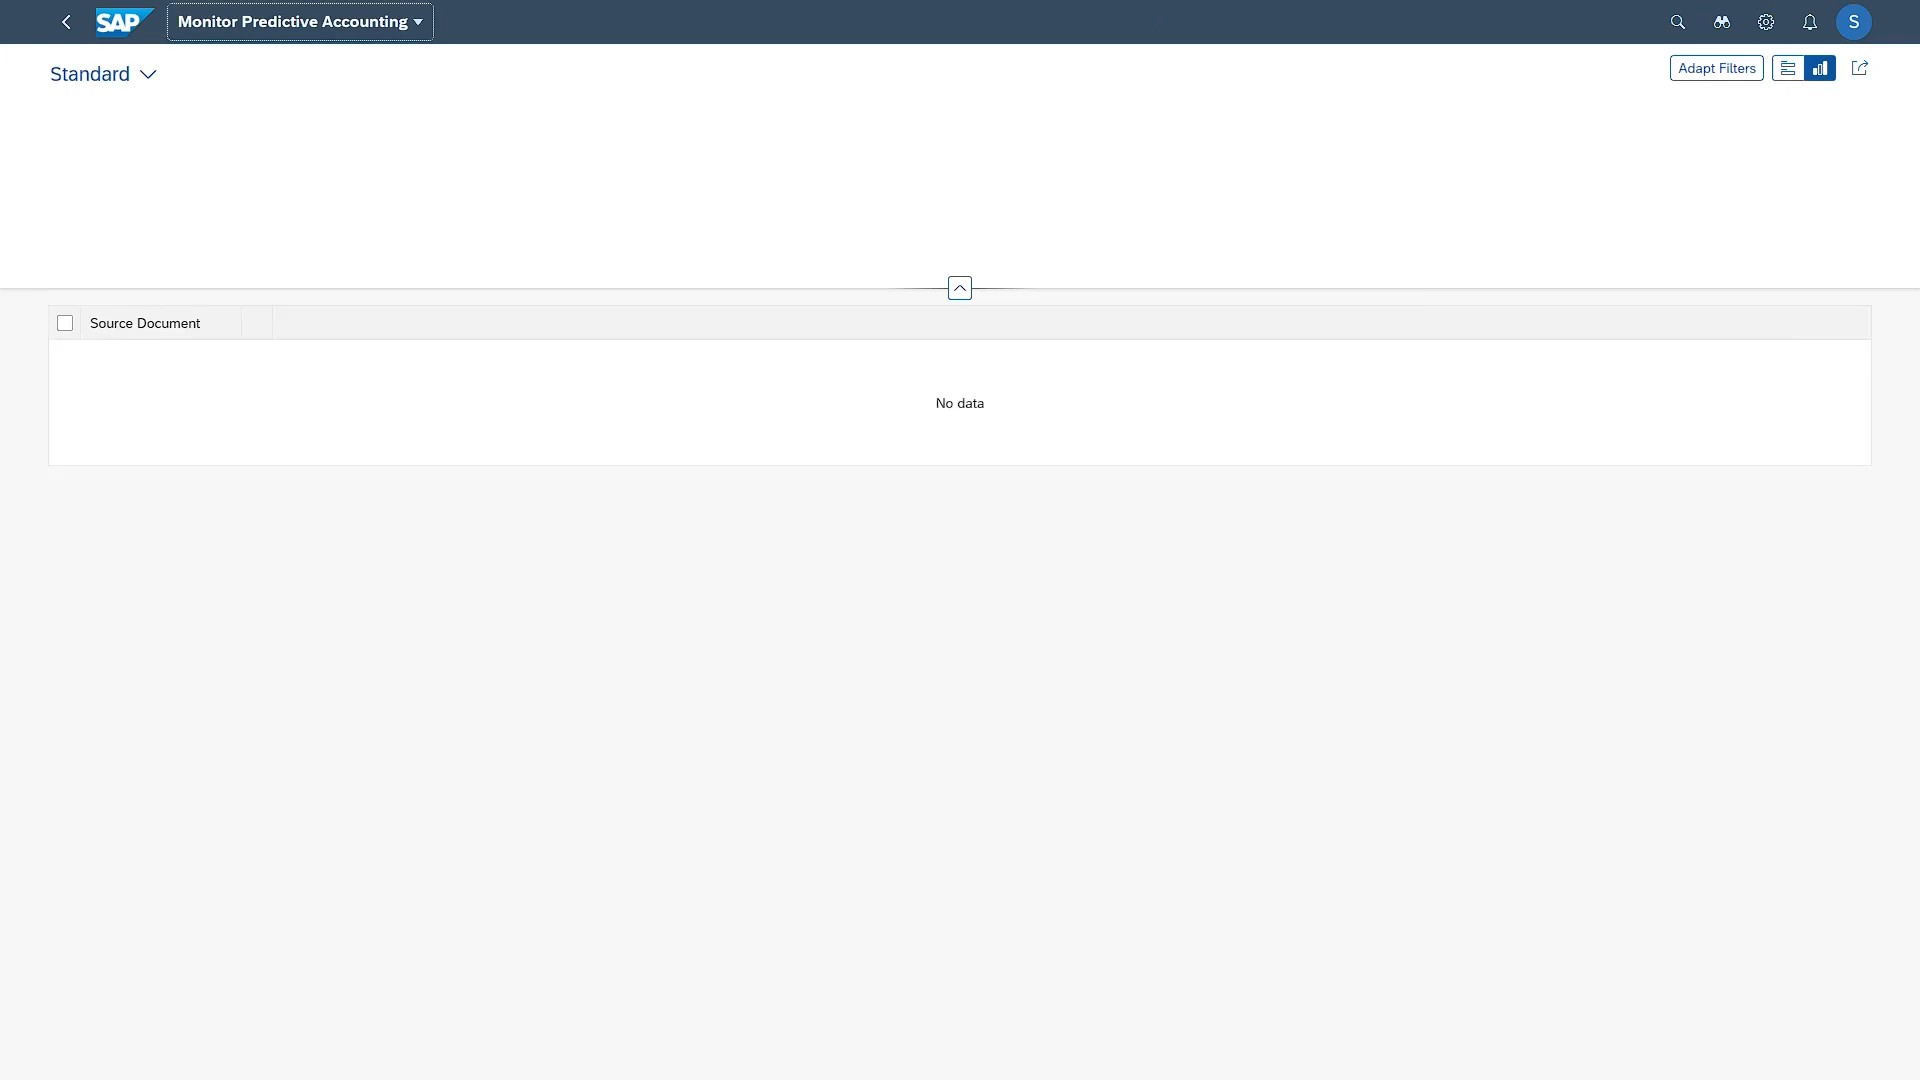 SAP
Monitor Predictive Accounting
S
Standard
Adapt Filters
Source Document
No data